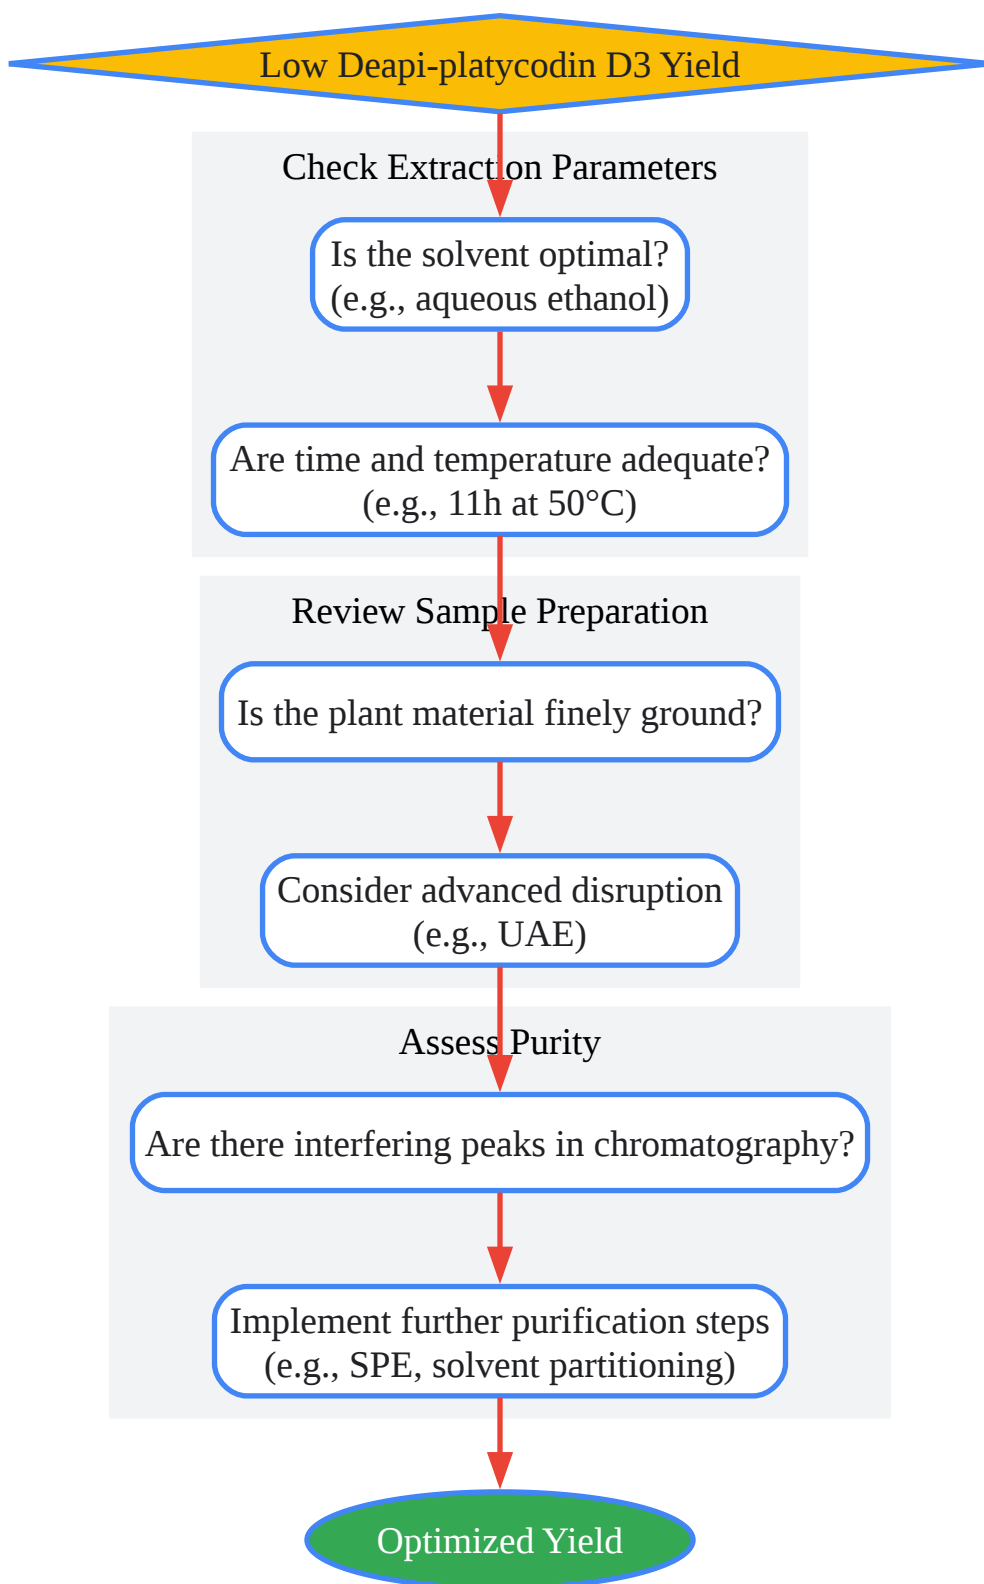 Low Deapi-platycodin D3 Yield
Check Extraction Parameters
Is the solvent optimal?
(e.g., aqueous ethanol)
Are time and temperature adequate?
(e.g., 11h at 50°C)
Review Sample Preparation
Is the plant material finely ground?
Consider advanced disruption
(e.g., UAE)
Assess Purity
Are there interfering peaks in chromatography?
Implement further purification steps
(e.g., SPE, solvent partitioning)
Optimized Yield